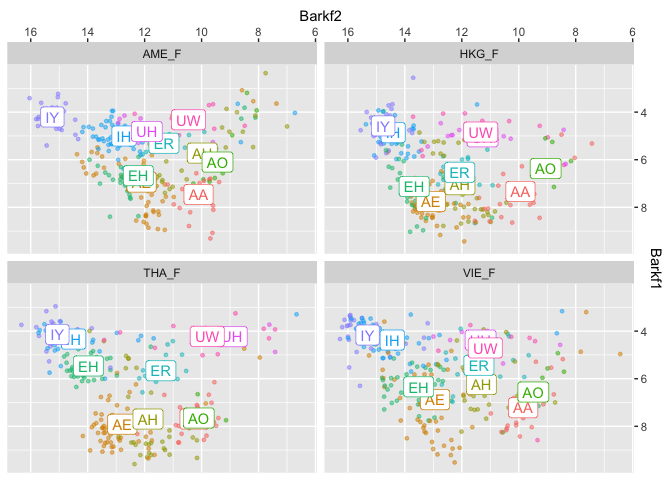 Barkf2
16 14 12 10 8 6 16 14 12 10 8 6
AME_F HKG_F
IY IH UH UW ER AH AO EH AA
IY IH UW ER AO EH AH AE AA
4
6
8
THA_F VIE_F
IY UW UH EH ER AE AH AO
IY IH UW ER EH AH AE AO AA
4
6
8
Barkf1